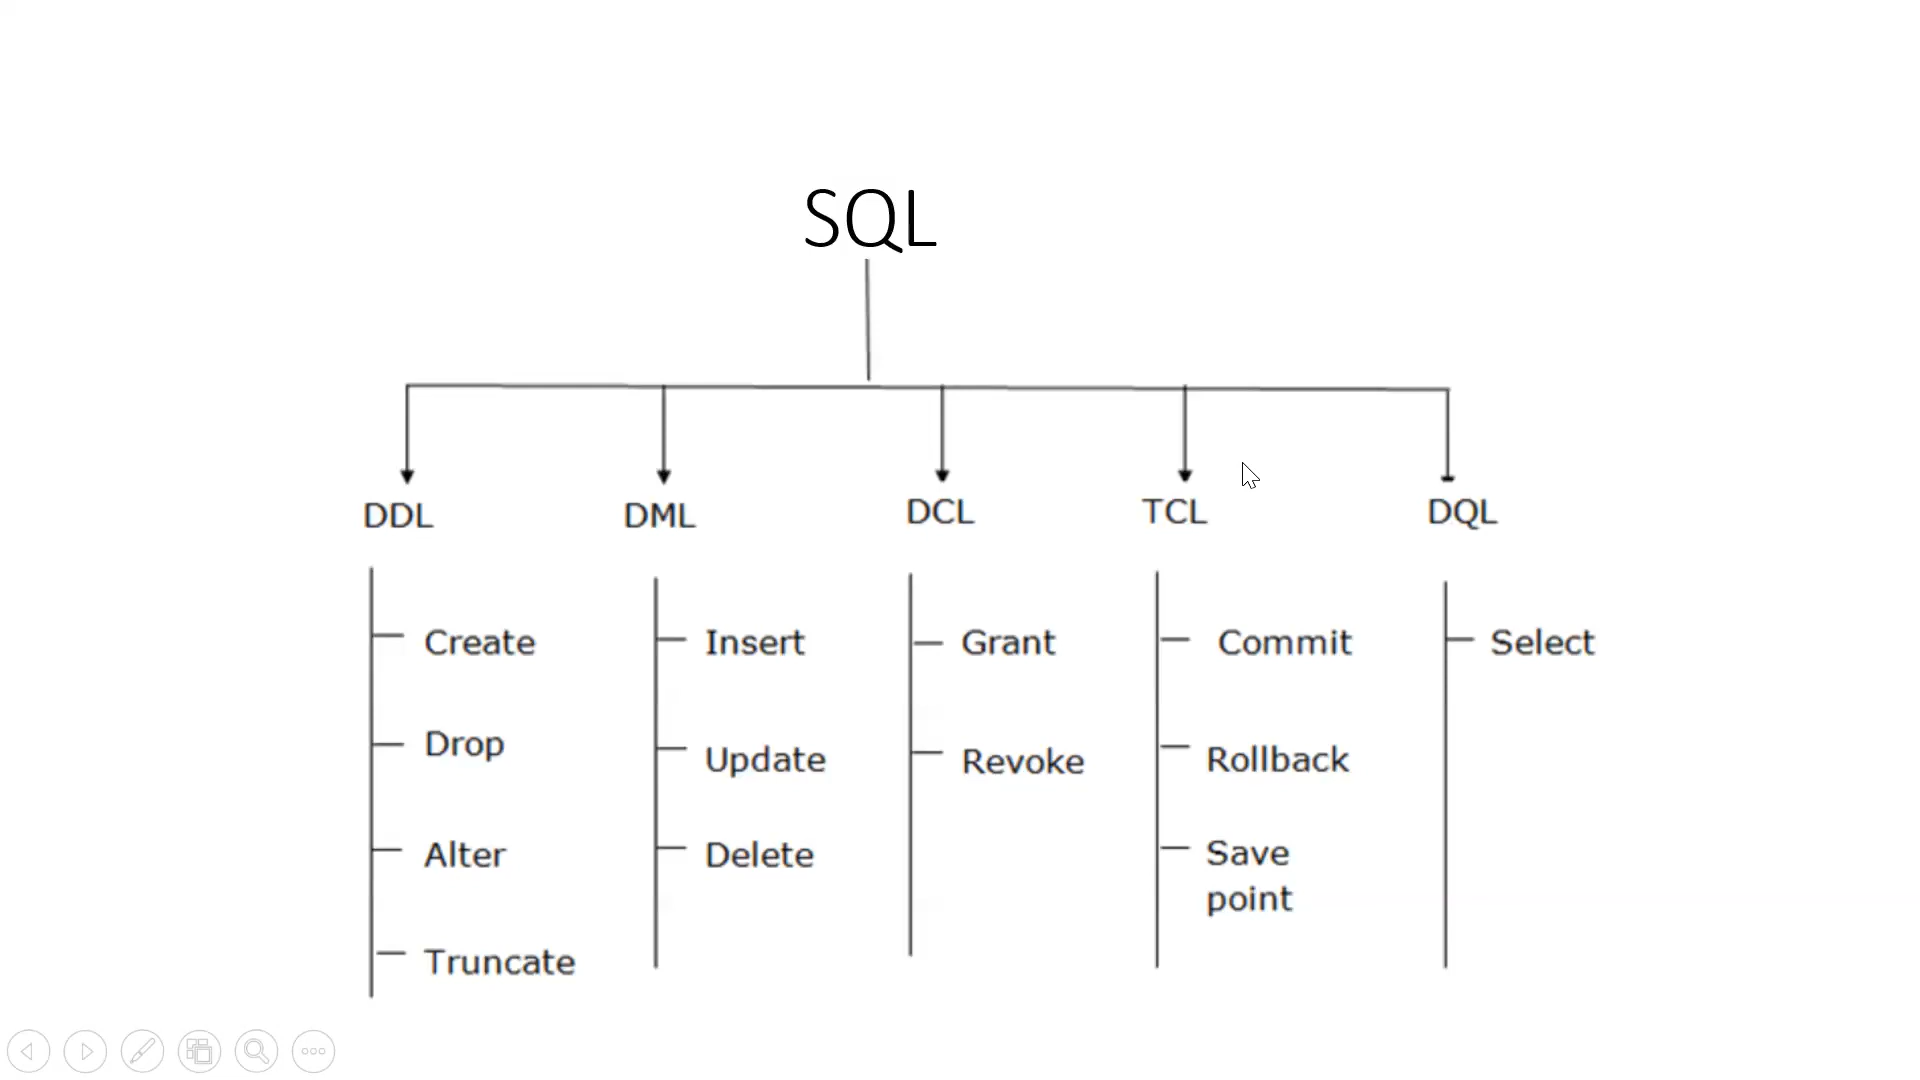 SQL
DDL
DML
DCL
TCL
DQL
Create
Drop
Alter
Truncate
Insert
Update
Delete
Grant
Revoke
Commit
Rollback
Save
point
Select